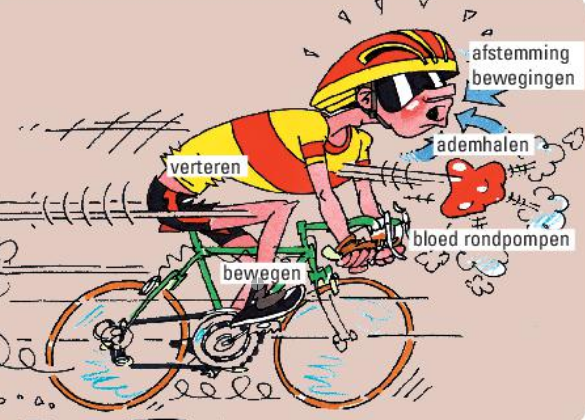 afstemming
bewegingen
ademhalen
verteren
bloed rondpompen
bewegen